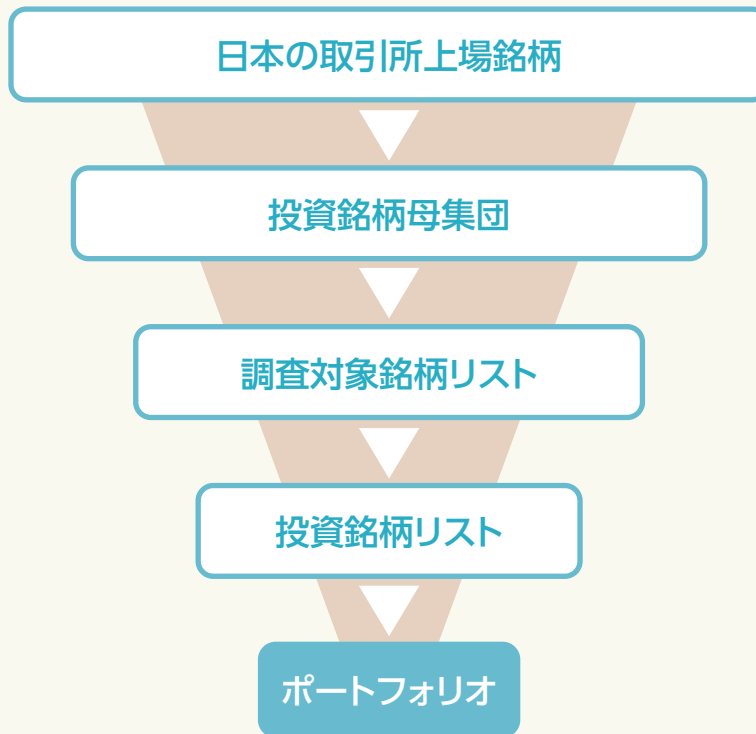 日本の取引所上場銘柄
投資銘柄母集団
調査対象銘柄リスト
投資銘柄リスト
ポートフォリオ